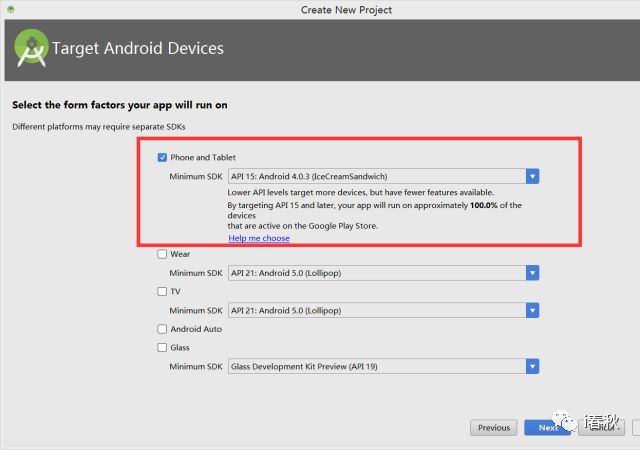 Create New Project
Target Android Devices
Select the form factors your app will run on
Different platforms may require separate SDKs
Phone and Tablet
Minimum SDK API 15: Android 4.0.3 (IceCreamSandwich)
Lower API levels target more devices, but have fewer features available.
By targeting API 15 and later, your app will run on approximately 100.0% of the
devices
that are active on the Google Play Store.
Help me choose
Wear
Minimum SDK API 21: Android 5.0 (Lollipop)
TV
Minimum SDK API 21: Android 5.0 (Lollipop)
Android Auto
Glass
Minimum SDK Glass Development Kit Preview (API 19)
Previous Next Cancel
i春秋